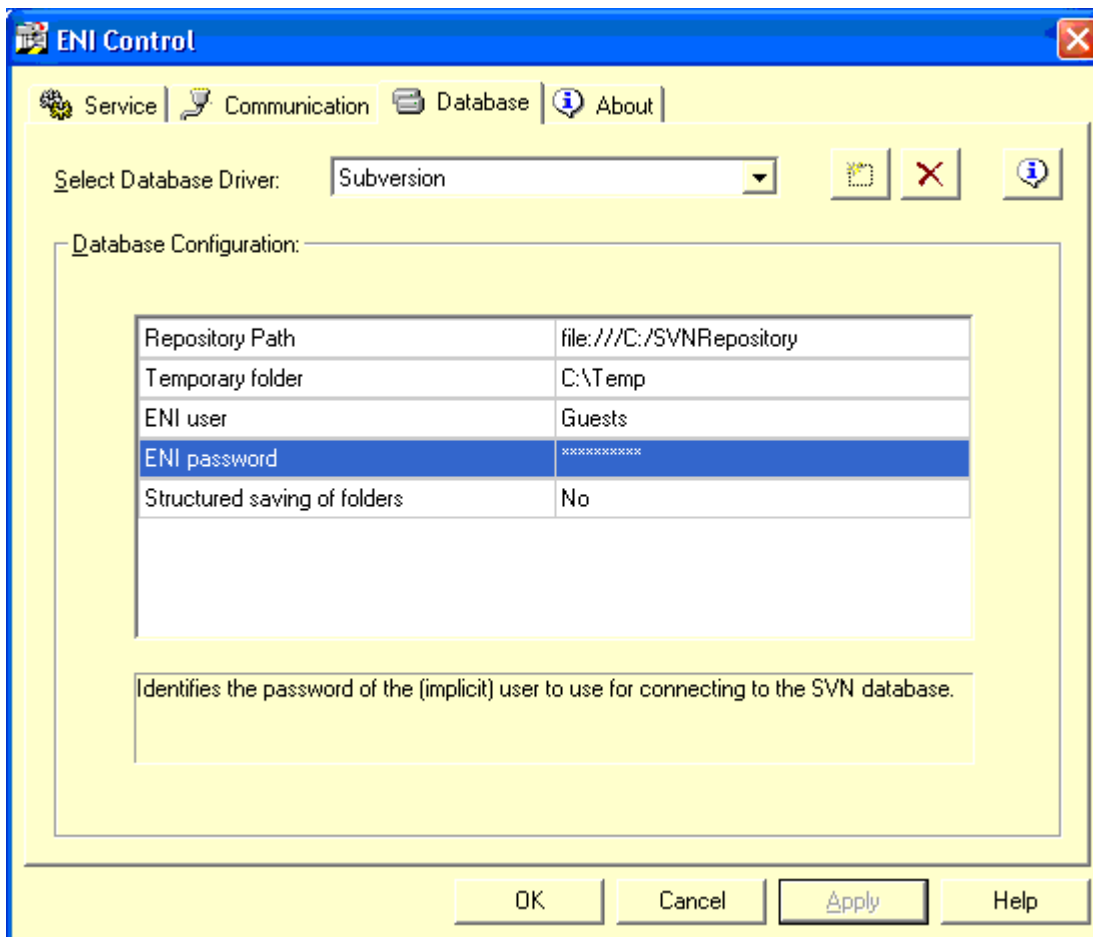 ENI Control
Service Communication Database About
Select Database Driver: Subversion
Database Configuration:
Repository Path file:///C:/SVNRepository
Temporary folder C:\Temp
ENI user Guests
ENI password **********
Structured saving of folders No
Identifies the password of the (implicit) user to use for connecting to the SVN database.
OK Cancel Apply Help